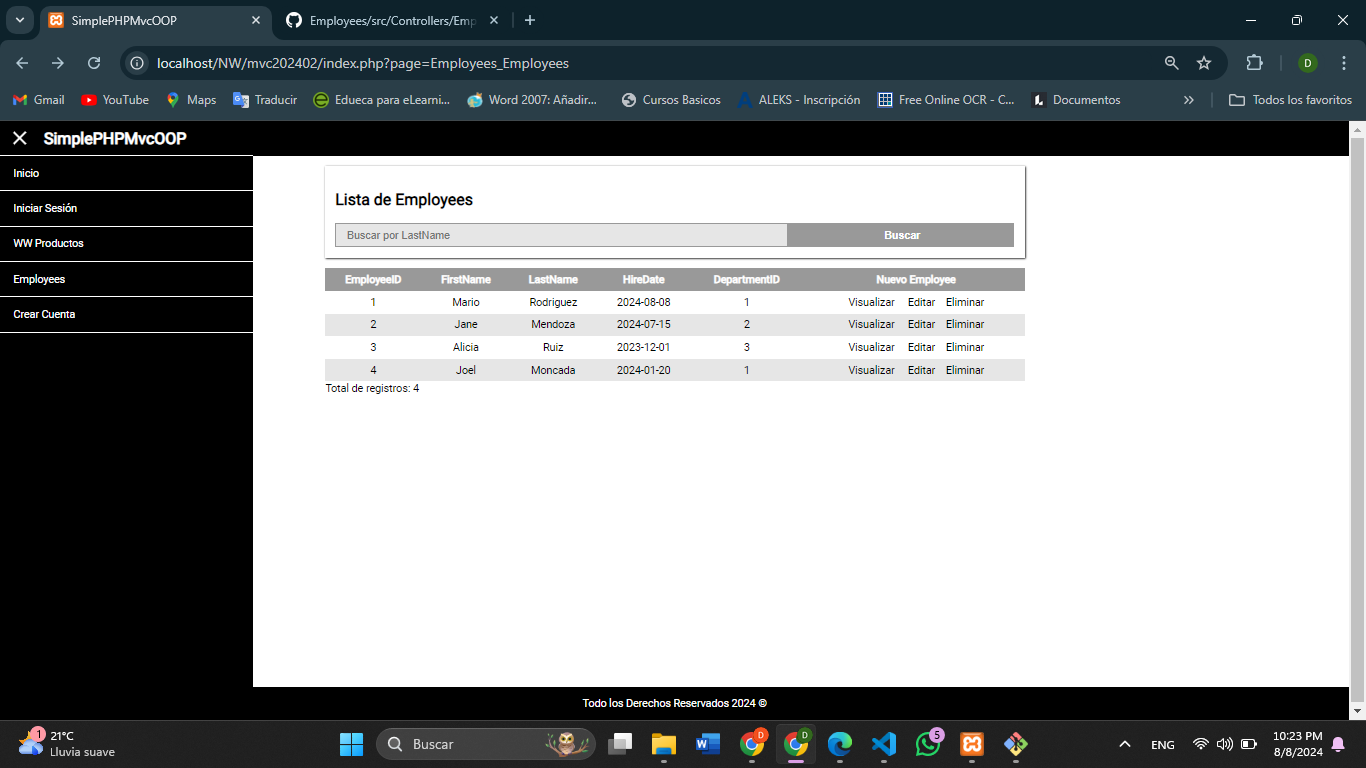 SimplePHPMvcOOP
Employees/src/Controllers/Emp
localhost/NW/mvc202402/index.php?page=Employees_Employees
D
Gmail YouTube Maps Traducir Edueca para eLearni... Word 2007: Añadir... Cursos Basicos ALEKS - Inscripción Free Online OCR - C... Documentos Todos los favoritos
SimplePHPMvcOOP
Inicio
Iniciar Sesión
WW Productos
Employees
Crear Cuenta
Lista de Employees
Buscar por LastName Buscar
EmployeeID FirstName LastName HireDate DepartmentID Nuevo Employee
1 Mario Rodriguez 2024-08-08 1 Visualizar Editar Eliminar
2 Jane Mendoza 2024-07-15 2 Visualizar Editar Eliminar
3 Alicia Ruiz 2023-12-01 3 Visualizar Editar Eliminar
4 Joel Moncada 2024-01-20 1 Visualizar Editar Eliminar
Total de registros: 4
Todo los Derechos Reservados 2024 ©
1 21°C
Lluvia suave
Buscar
D D 5
ENG
10:23 PM
8/8/2024